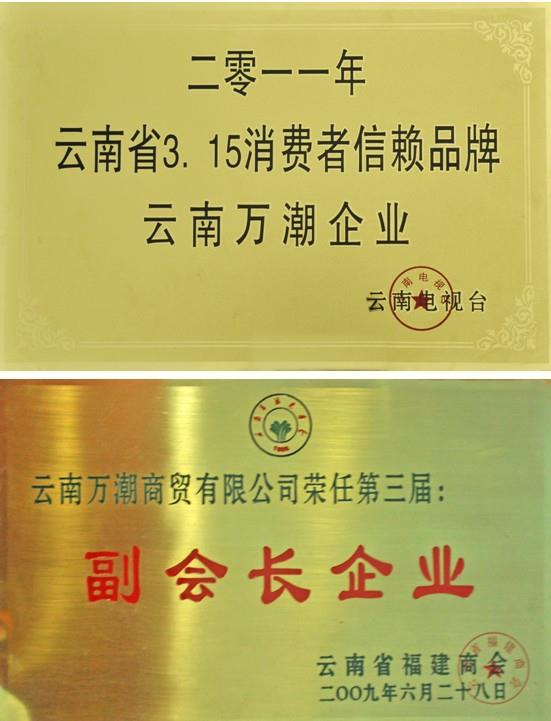 二零一一年
云南省3.15消费者信赖品牌
云南万潮企业
云南电视台
云南万潮商贸有限公司荣任第三届：
副会长企业
云南省福建商会
二00九年六月二十八日